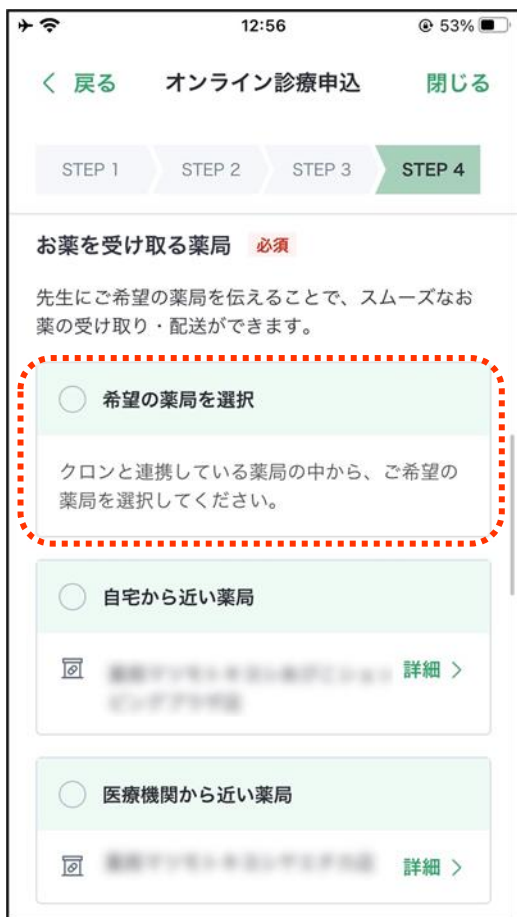 12:56
53%
戻る
オンライン診療申込
閉じる
STEP 1
STEP 2
STEP 3
STEP 4
お薬を受け取る薬局 必須
先生にご希望の薬局を伝えることで、スムーズなお
薬の受け取り・配送ができます。
希望の薬局を選択
クロンと連携している薬局の中から、ご希望の
薬局を選択してください。
自宅から近い薬局
詳細
医療機関から近い薬局
詳細